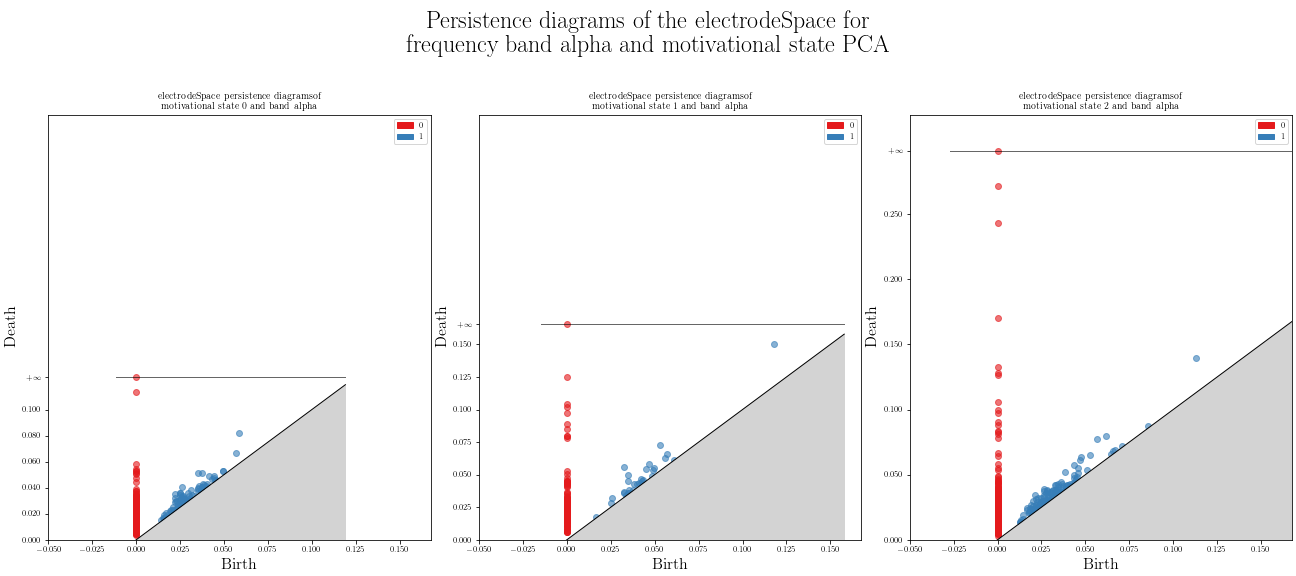 Persistence diagrams of the electrodeSpace for
frequency band alpha and motivational state PCA
electrodeSpace persistence diagramsof
motivational state 0 and band alpha
0
1
+∞
0.100
0.080
0.060
0.040
0.020
0.000
Death
−0.050 −0.025 0.000 0.025 0.050 0.075 0.100 0.125 0.150
Birth
electrodeSpace persistence diagramsof
motivational state 1 and band alpha
0
1
+∞
0.150
0.125
0.100
0.075
0.050
0.025
0.000
Death
−0.050 −0.025 0.000 0.025 0.050 0.075 0.100 0.125 0.150
Birth
electrodeSpace persistence diagramsof
motivational state 2 and band alpha
0
1
+∞
0.250
0.200
0.150
0.100
0.050
0.000
Death
−0.050 −0.025 0.000 0.025 0.050 0.075 0.100 0.125 0.150
Birth